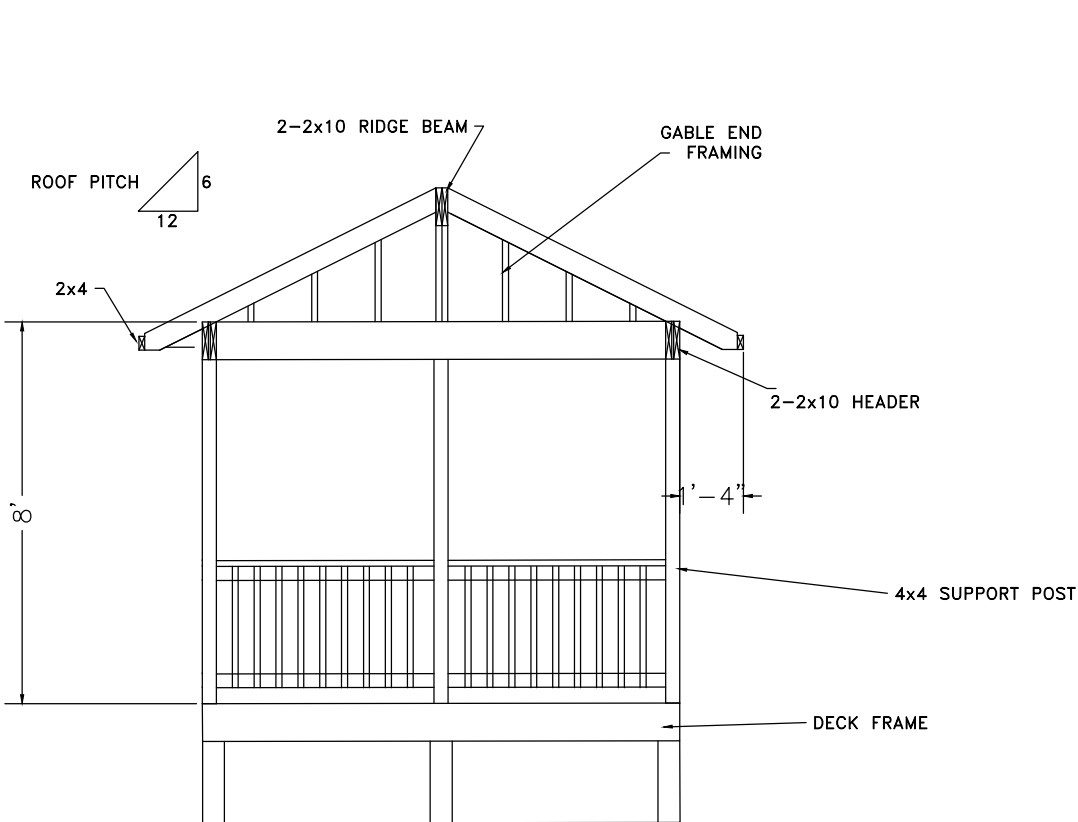 2-2x10 RIDGE BEAM
GABLE END
FRAMING
ROOF PITCH
6
12
2x4
2-2x10 HEADER
8'
1'-4"
4x4 SUPPORT POST
DECK FRAME